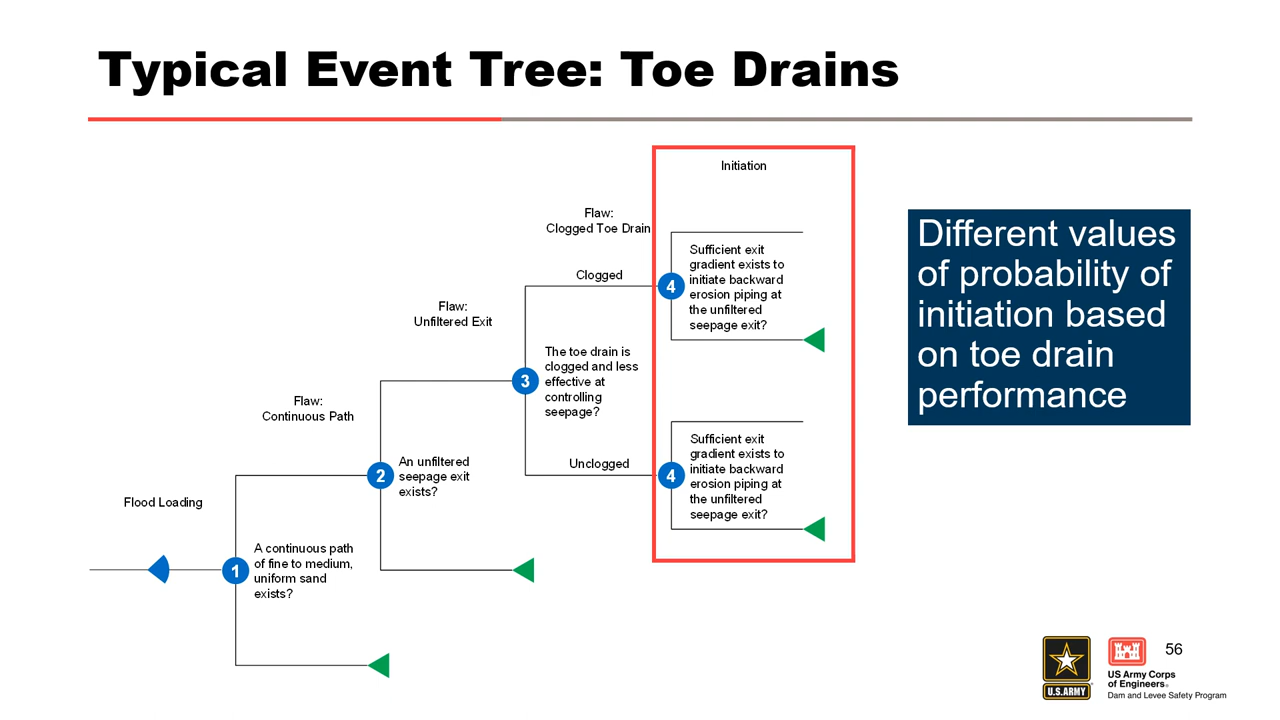 Typical Event Tree: Toe Drains
Initiation
Flaw:
Clogged Toe Drain
Clogged
4
Sufficient exit
gradient exists to
initiate backward
erosion piping at
the unfiltered
seepage exit?
Flaw:
Unfiltered Exit
3
The toe drain is
clogged and less
effective at
controlling
seepage?
Flaw:
Continuous Path
2
An unfiltered
seepage exit
exists?
Unclogged
4
Sufficient exit
gradient exists to
initiate backward
erosion piping at
the unfiltered
seepage exit?
Flood Loading
1
A continuous path
of fine to medium,
uniform sand
exists?
Different values
of probability of
initiation based
on toe drain
performance
U.S.ARMY
US Army Corps
of Engineers®
Dam and Levee Safety Program
56